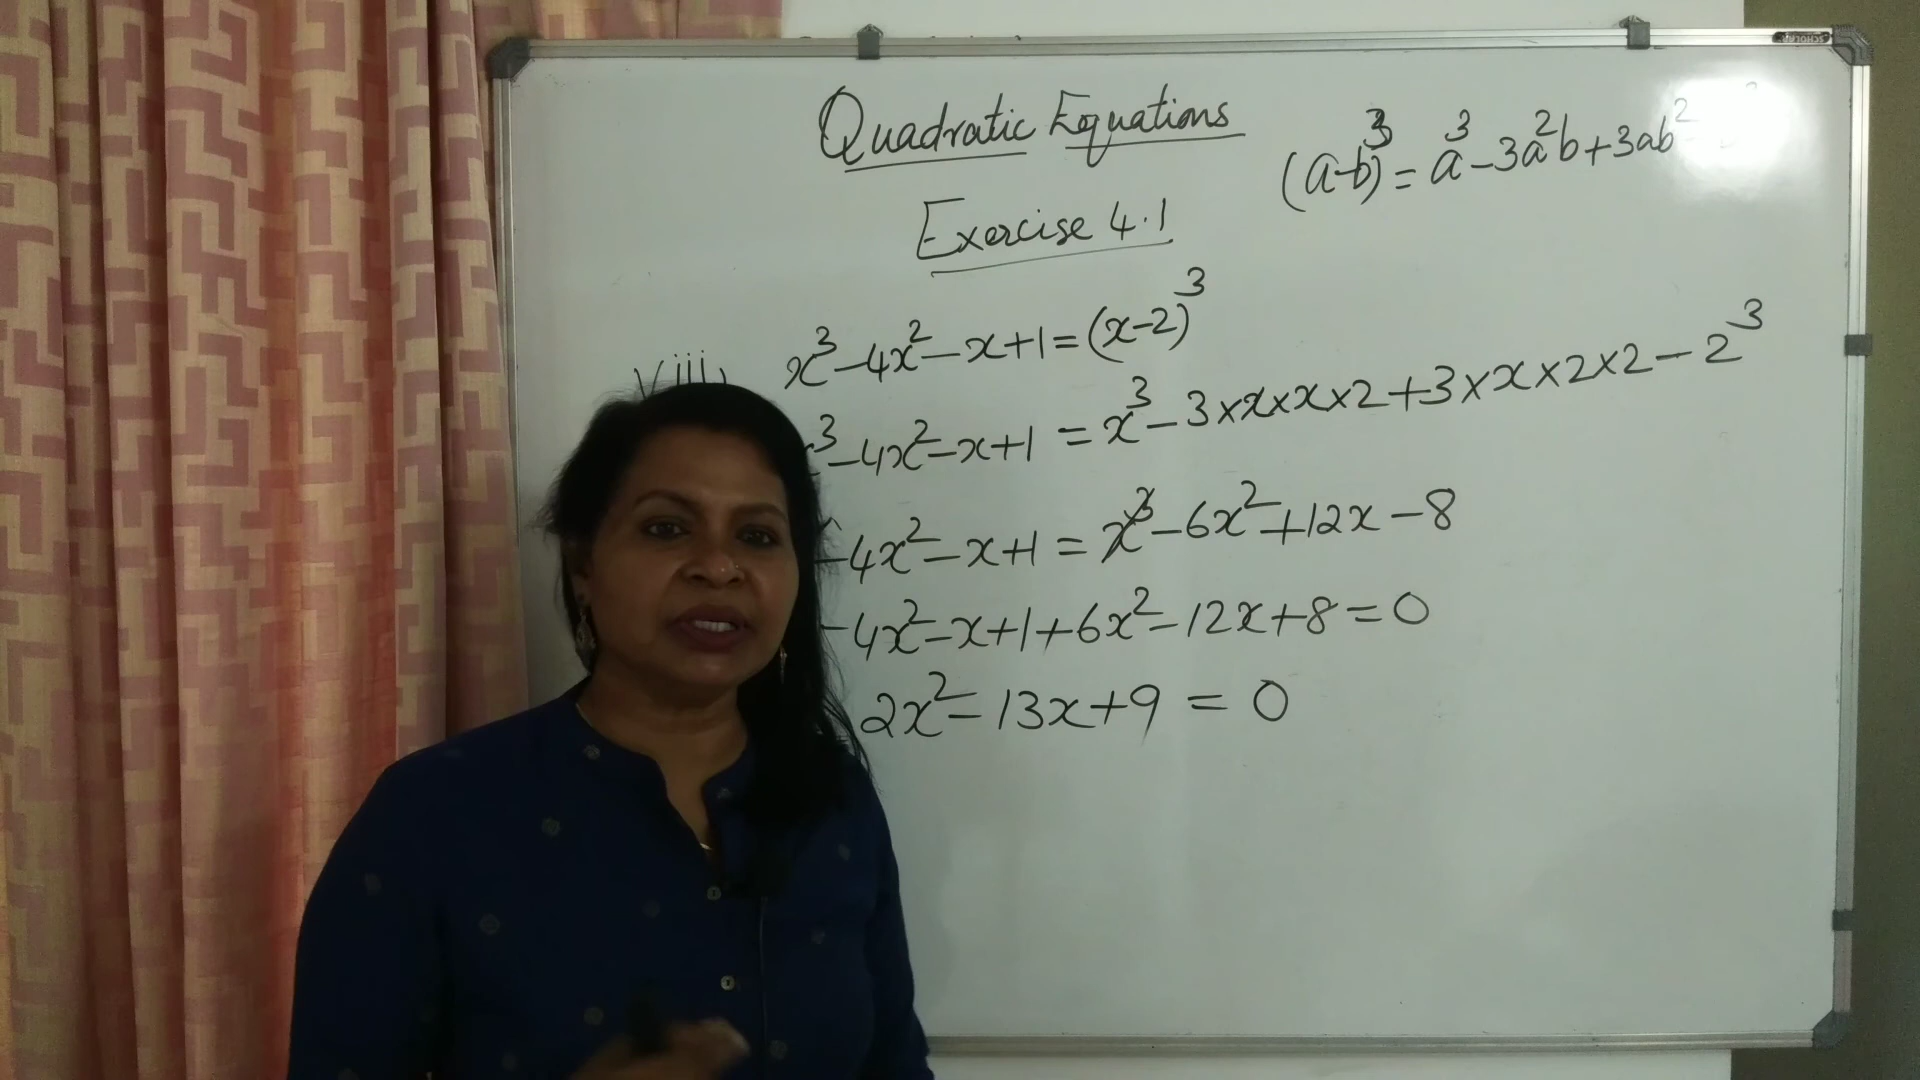 Quadratic Equations
(a-b)³ = a³-3a²b+3ab²
Exercise 4.1
viii) x³-4x²-x+1=(x-2)³
x³-4x²-x+1 = x³-3×x×x×2+3×x×2×2-2³
-4x²-x+1 = x³-6x²+12x-8
-4x²-x+1+6x²-12x+8=0
2x²-13x+9 = 0